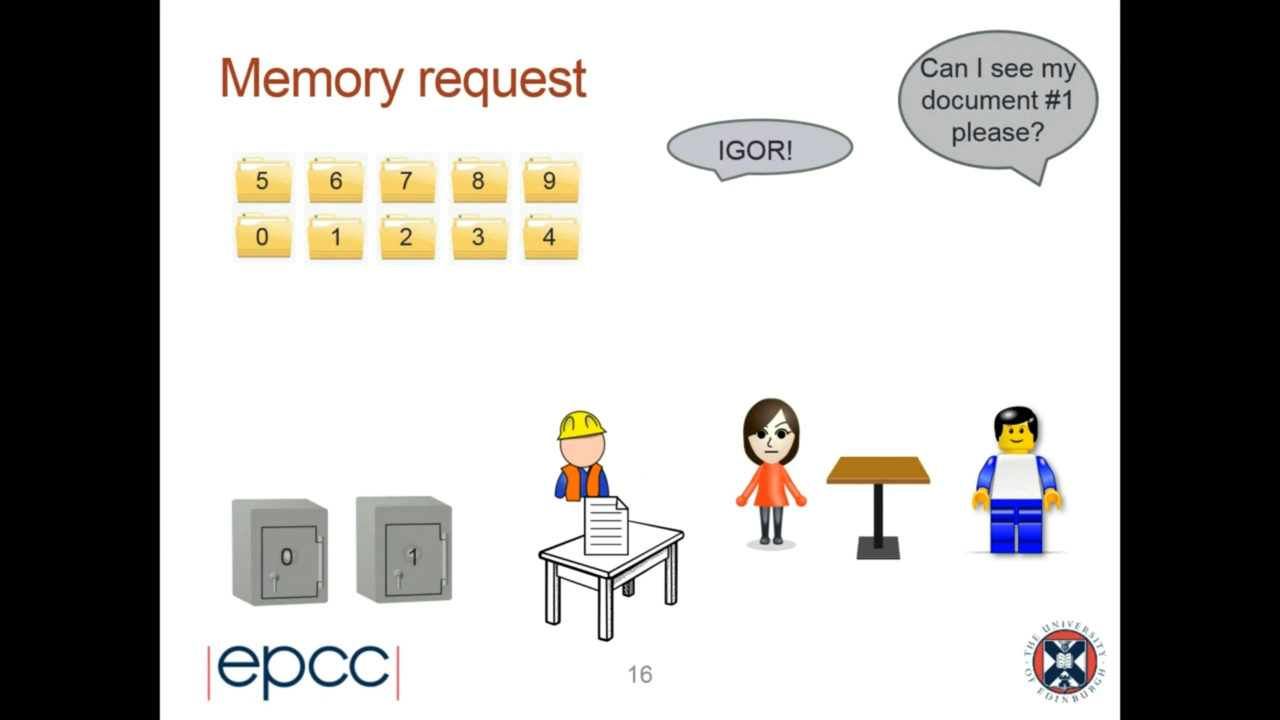 Memory request
Can I see my
document #1
please?
IGOR!
5 6 7 8 9
0 1 2 3 4
0 1
epcc
16
THE UNIVERSITY
OF EDINBURGH